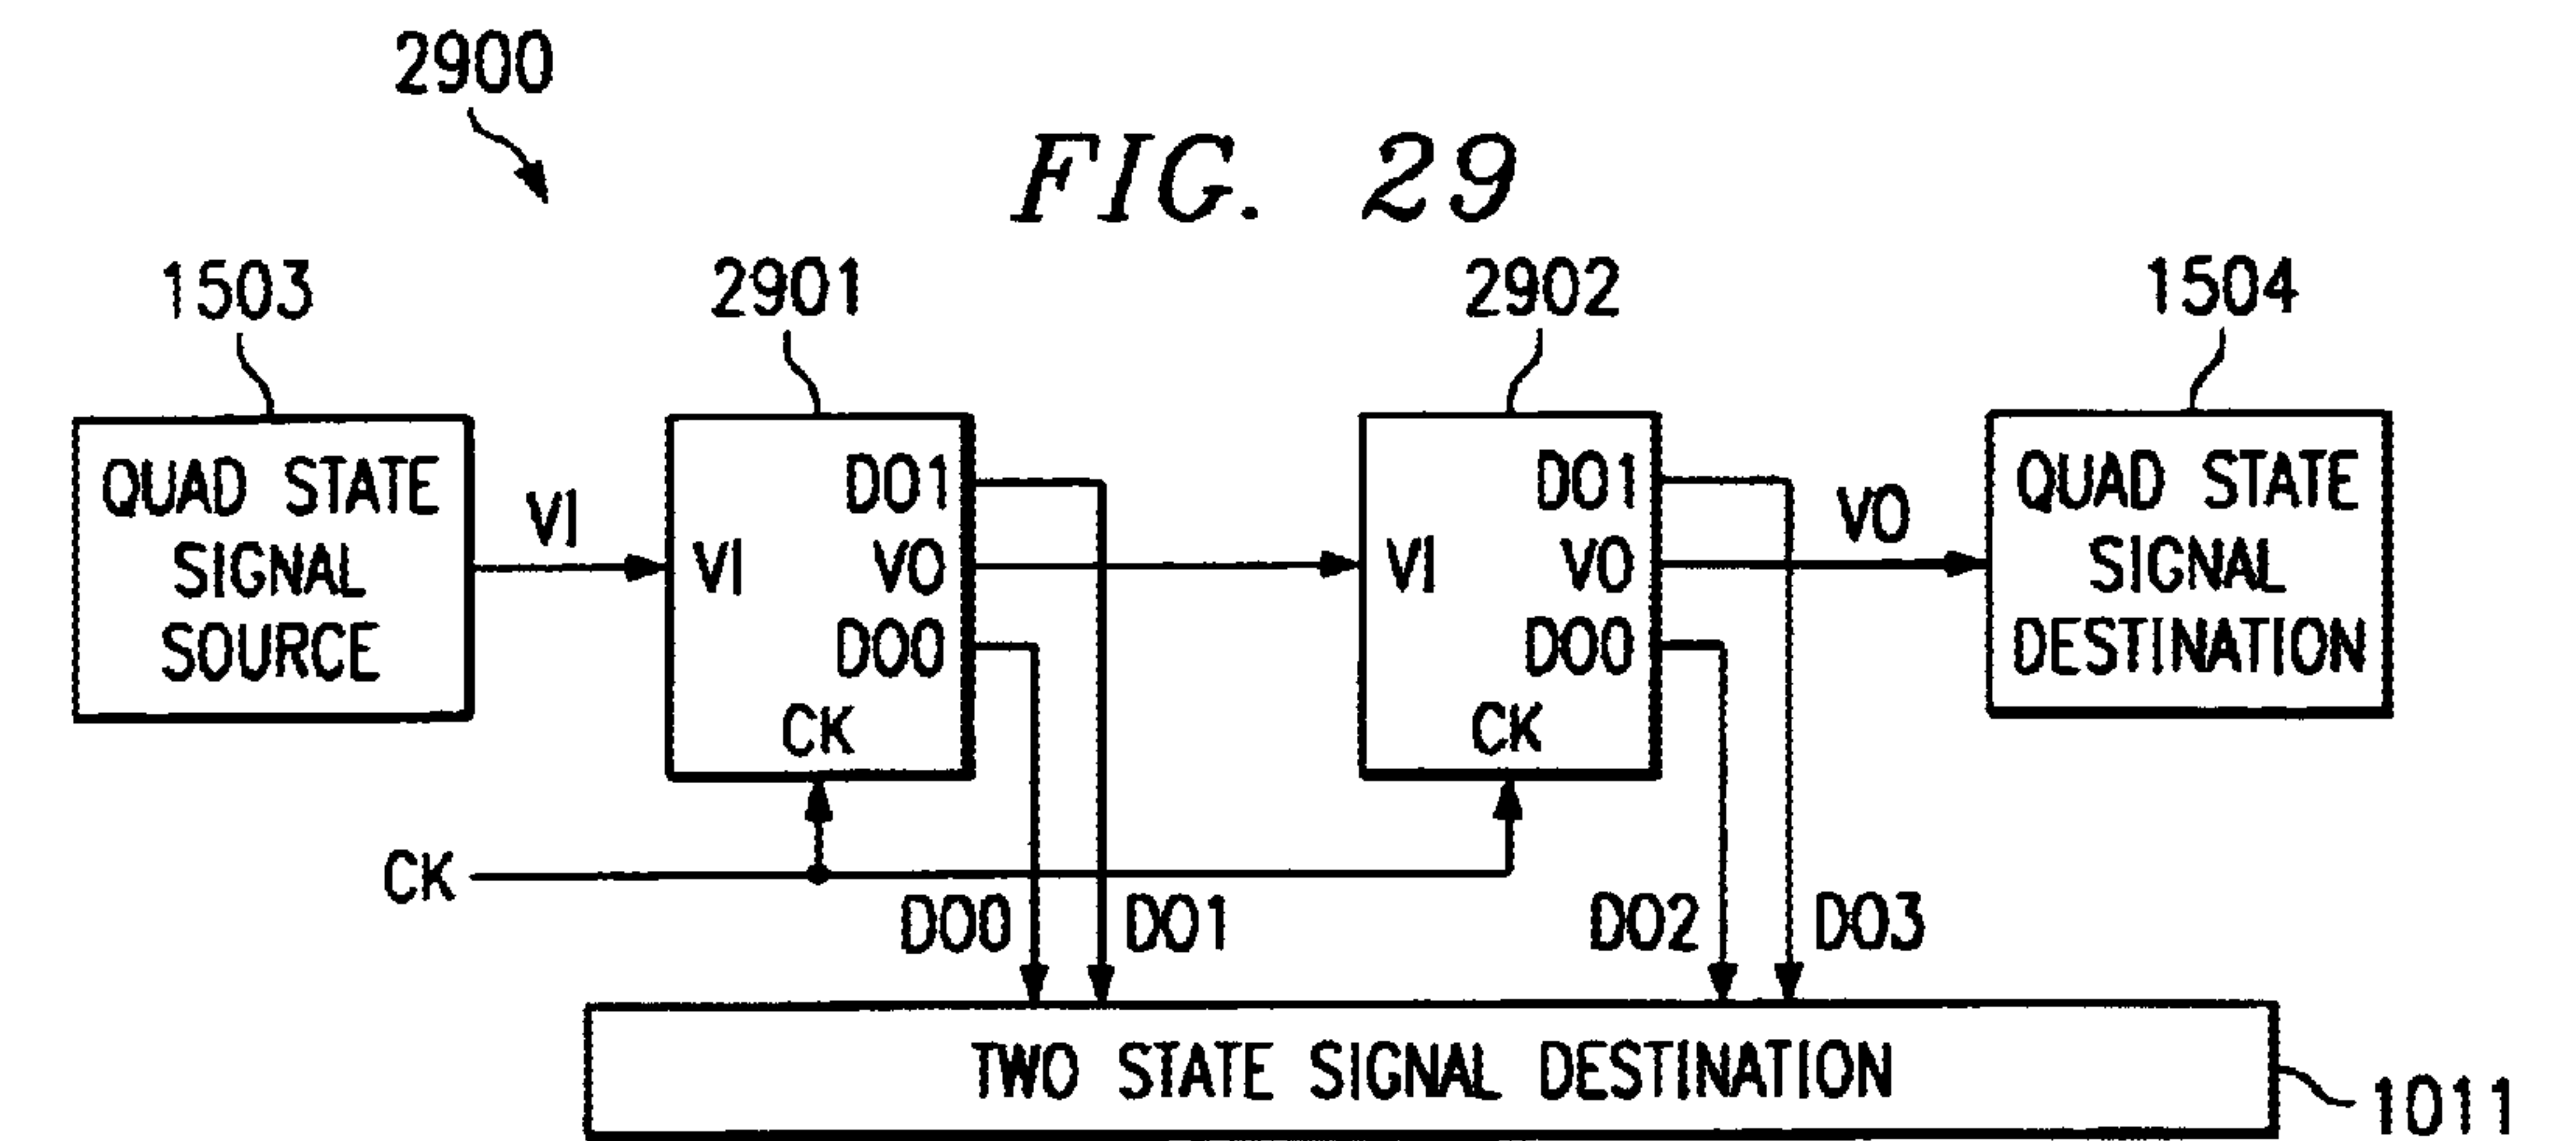 2900
FIG. 29
1503
2901
2902
1504
QUAD STATE
SIGNAL
SOURCE
VI
VI
DO1
VO
DO0
CK
VI
DO1
VO
DO0
CK
VO
QUAD STATE
SIGNAL
DESTINATION
CK
DO0
DO1
DO2
DO3
TWO STATE SIGNAL DESTINATION
1011